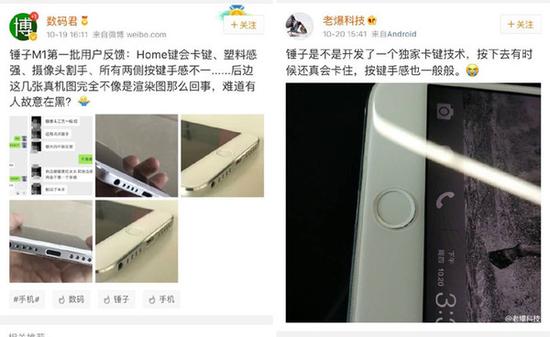 博
数码君
10-19 16:11 来自微博 weibo.com
+关注
锤子M1第一批用户反馈：Home键会卡键、塑料感
强、摄像头割手、所有两侧按键手感不一……后边
这几张真机图完全不像是渲染图那么回事，难道有
人故意在黑？
#手机
数码
锤子
手机
老爆科技
10-20 15:41 来自Android
+关注
锤子是不是开发了一个独家卡键技术，按下去有时
候还真会卡住，按键手感也一般般。
下午
周四
10.20
@老爆科技